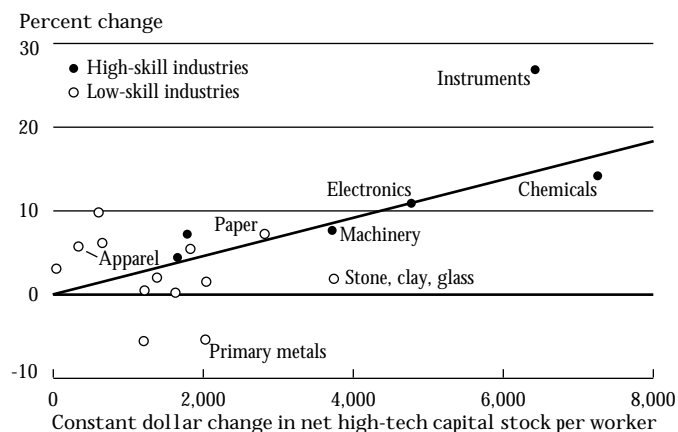 Percent change
30
High-skill industries
Low-skill industries
Instruments
20
Electronics
Chemicals
10
Paper
Machinery
Apparel
Stone, clay, glass
0
Primary metals
-10
0 2,000 4,000 6,000 8,000
Constant dollar change in net high-tech capital stock per worker